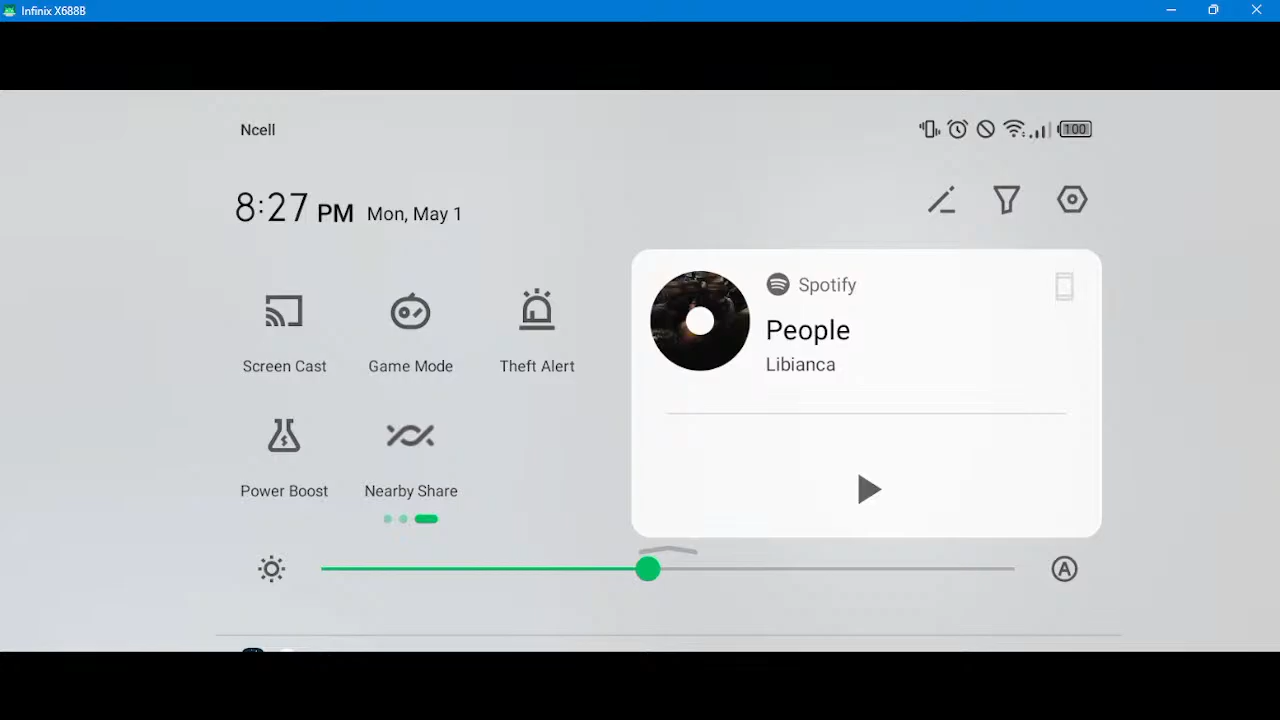 Infinix X688B
Ncell
100
8:27 PM Mon, May 1
Screen Cast
Game Mode
Theft Alert
Power Boost
Nearby Share
Spotify
People
Libianca
A